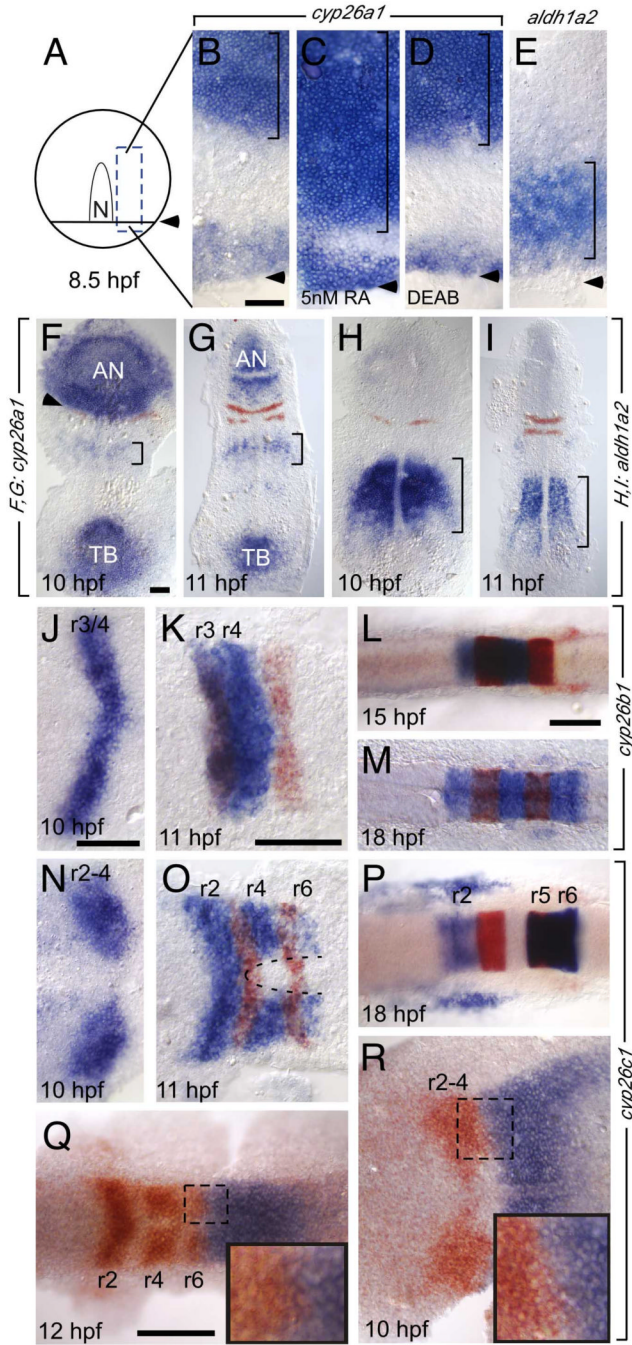 cyp26a1
aldh1a2
A
B
C
D
E
N
8.5 hpf
5nM RA
DEAB
F
G
H
I
AN
AN
F,G: cyp26a1
H,I: aldh1a2
TB
TB
10 hpf
11 hpf
10 hpf
11 hpf
J
r3/4
K
r3 r4
L
15 hpf
cyp26b1
10 hpf
11 hpf
M
18 hpf
N
r2-4
O
r2 r4 r6
P
r2 r5 r6
10 hpf
11 hpf
18 hpf
cyp26c1
R
r2-4
Q
r2 r4 r6
12 hpf
10 hpf